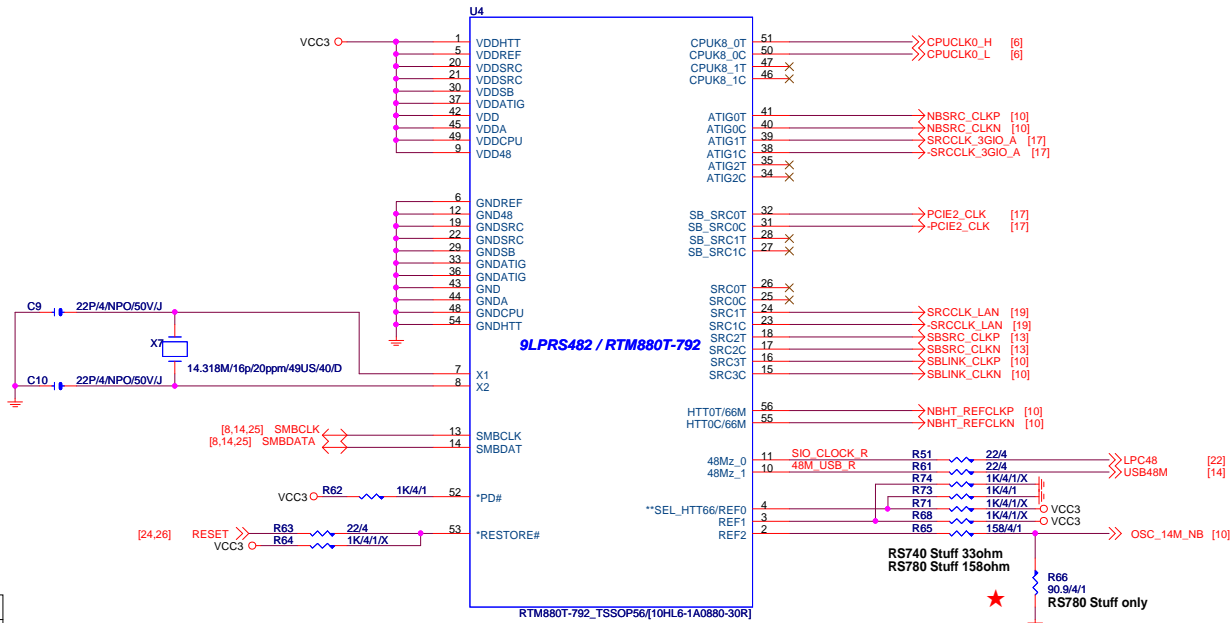 U4
VCC3 1 VDDHTT CPUK8_0T 51 CPUCLK0_H [6]
5 VDDREF CPUK8_0C 50 CPUCLK0_L [6]
20 VDDSRC CPUK8_1T 47
21 VDDSRC CPUK8_1C 46
30 VDDSB
37 VDDATIG
42 VDD ATIG0T 41 NBSRC_CLKP [10]
45 VDDA ATIG0C 40 NBSRC_CLKN [10]
49 VDDCPU ATIG1T 39 SRCCLK_3GIO_A [17]
9 VDD48 ATIG1C 38 -SRCCLK_3GIO_A [17]
ATIG2T 35
ATIG2C 34
6 GNDREF
12 GND48 SB_SRC0T 32 PCIE2_CLK [17]
19 GNDSRC SB_SRC0C 31 -PCIE2_CLK [17]
22 GNDSRC SB_SRC1T 28
29 GNDSB SB_SRC1C 27
33 GNDATIG
36 GNDATIG
43 GND SRC0T 26
44 GNDA SRC0C 25
48 GNDCPU SRC1T 24 SRCCLK_LAN [19]
54 GNDHTT SRC1C 23 -SRCCLK_LAN [19]
SRC2T 18 SBSRC_CLKP [13]
SRC2C 17 SBSRC_CLKN [13]
SRC3T 16 SBLINK_CLKP [10]
SRC3C 15 SBLINK_CLKN [10]
C9 22P/4/NPO/50V/J
X7
9LPRS482 / RTM880T-792
14.318M/16p/20ppm/49US/40/D
7 X1
C10 22P/4/NPO/50V/J 8 X2
HTT0T/66M 56 NBHT_REFCLKP [10]
HTT0C/66M 55 NBHT_REFCLKN [10]
[8,14,25] SMBCLK 13 SMBCLK
[8,14,25] SMBDATA 14 SMBDAT
48Mz_0 11 SIO_CLOCK_R R51 22/4 LPC48 [22]
48Mz_1 10 48M_USB_R R61 22/4 USB48M [14]
R74 1K/4/1/X
VCC3 R62 1K/4/1 52 *PD#
R73 1K/4/1
**SEL_HTT66/REF0 4 R71 1K/4/1/X VCC3
REF1 3 R68 1K/4/1/X VCC3
[24,26] RESET R63 22/4 53 *RESTORE#
VCC3 R64 1K/4/1/X
REF2 2 R65 158/4/1 OSC_14M_NB [10]
RS740 Stuff 33ohm
RS780 Stuff 158ohm
R66
90.9/4/1
RS780 Stuff only
RTM880T-792_TSSOP56/[10HL6-1A0880-30R]